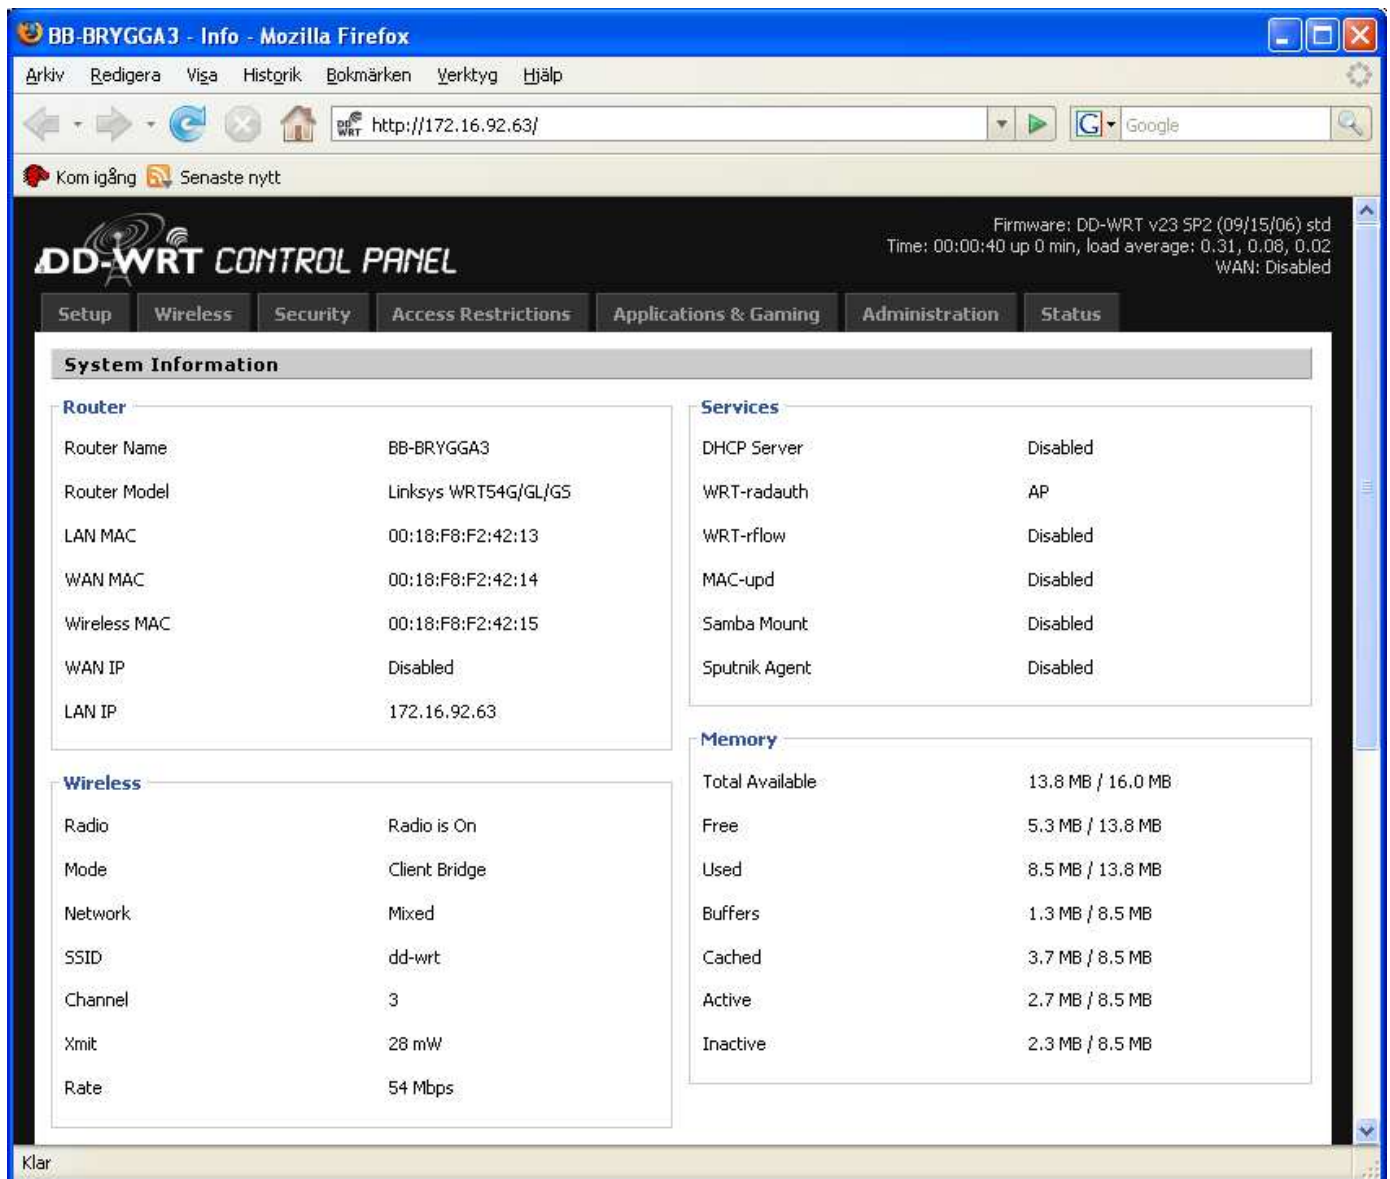 BB-BRYGGA3 - Info - Mozilla Firefox
Arkiv Redigera Visa Historik Bokmärken Verktyg Hjälp
DD WRT http://172.16.92.63/ G Google
Kom igång Senaste nytt
DD-WRT CONTROL PANEL
Firmware: DD-WRT v23 SP2 (09/15/06) std
Time: 00:00:40 up 0 min, load average: 0.31, 0.08, 0.02
WAN: Disabled
Setup Wireless Security Access Restrictions Applications & Gaming Administration Status
System Information
Router
Router Name BB-BRYGGA3
Router Model Linksys WRT54G/GL/GS
LAN MAC 00:18:F8:F2:42:13
WAN MAC 00:18:F8:F2:42:14
Wireless MAC 00:18:F8:F2:42:15
WAN IP Disabled
LAN IP 172.16.92.63
Wireless
Radio Radio is On
Mode Client Bridge
Network Mixed
SSID dd-wrt
Channel 3
Xmit 28 mW
Rate 54 Mbps
Services
DHCP Server Disabled
WRT-radauth AP
WRT-rflow Disabled
MAC-upd Disabled
Samba Mount Disabled
Sputnik Agent Disabled
Memory
Total Available 13.8 MB / 16.0 MB
Free 5.3 MB / 13.8 MB
Used 8.5 MB / 13.8 MB
Buffers 1.3 MB / 8.5 MB
Cached 3.7 MB / 8.5 MB
Active 2.7 MB / 8.5 MB
Inactive 2.3 MB / 8.5 MB
Klar